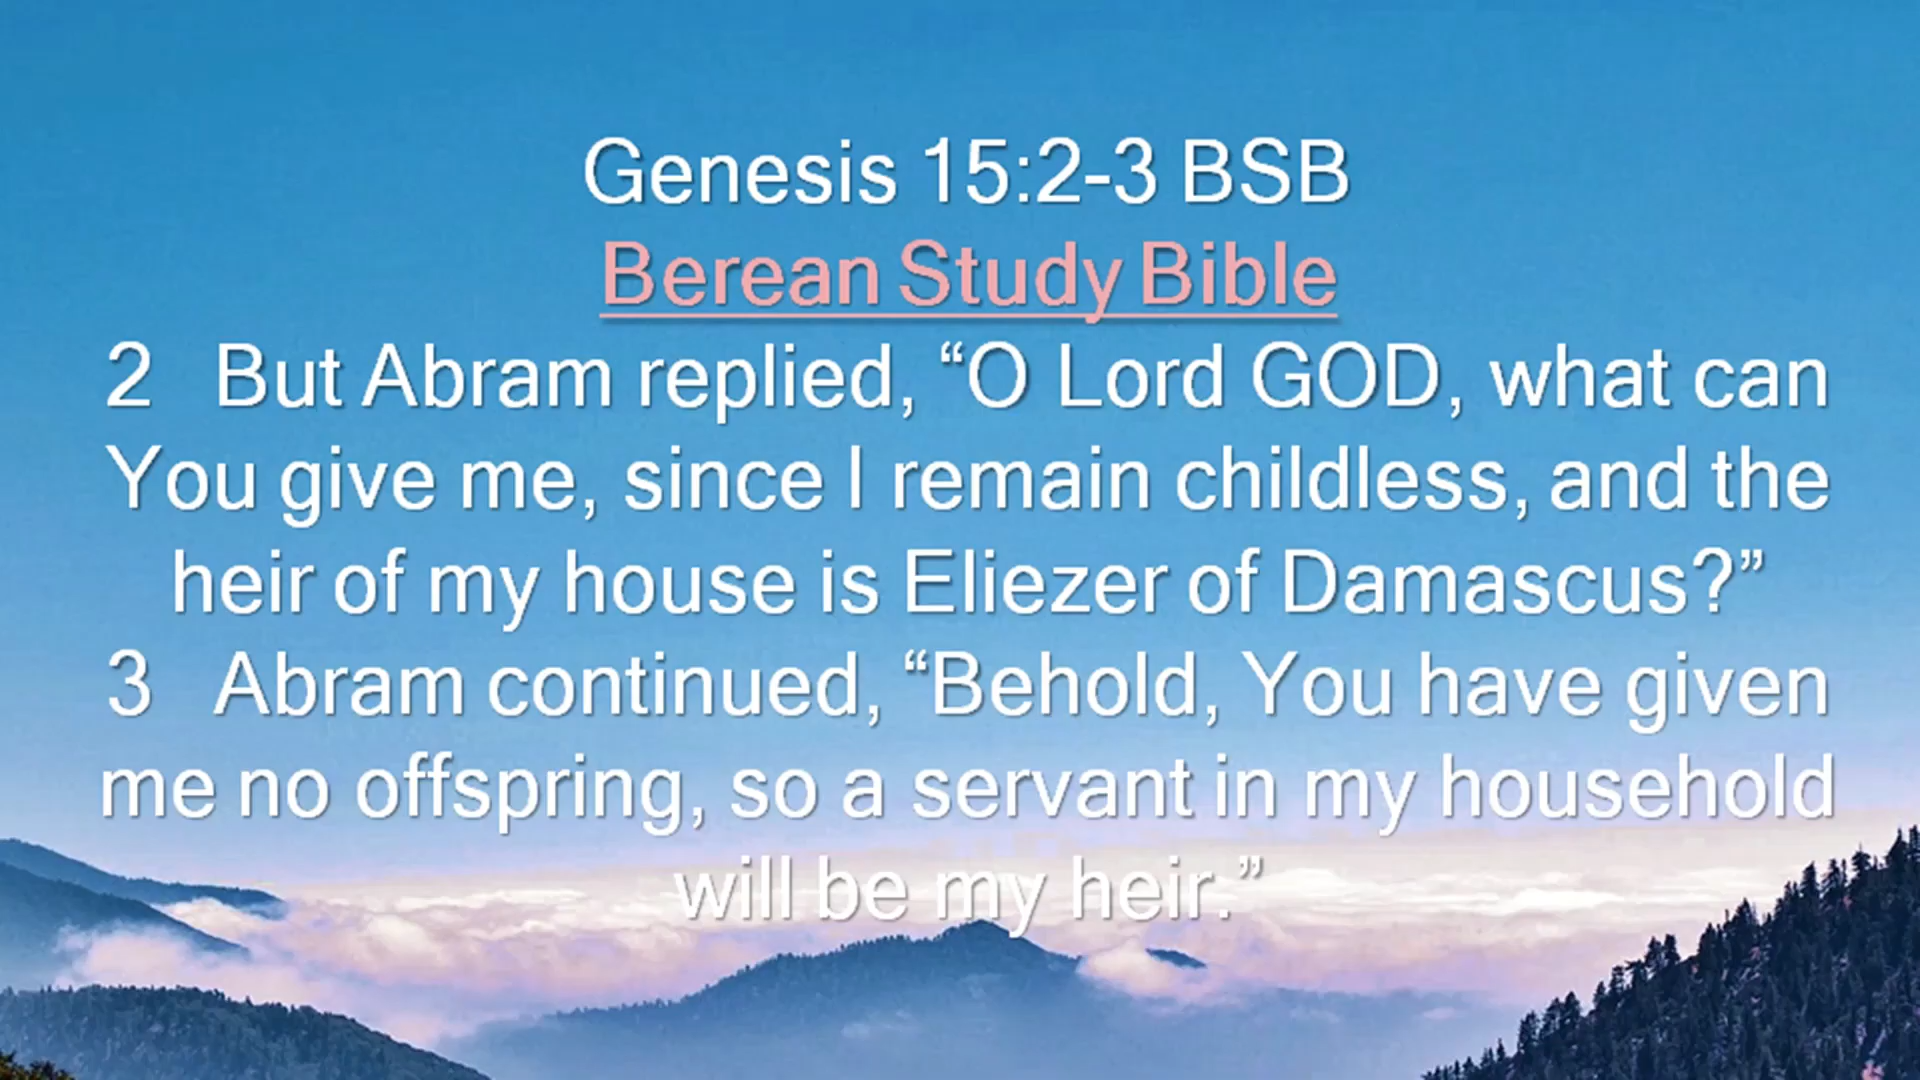 Genesis 15:2-3 BSB
Berean Study Bible
2 But Abram replied, “O Lord GOD, what can
You give me, since I remain childless, and the
heir of my house is Eliezer of Damascus?”
3 Abram continued, “Behold, You have given
me no offspring, so a servant in my household
will be my heir.”